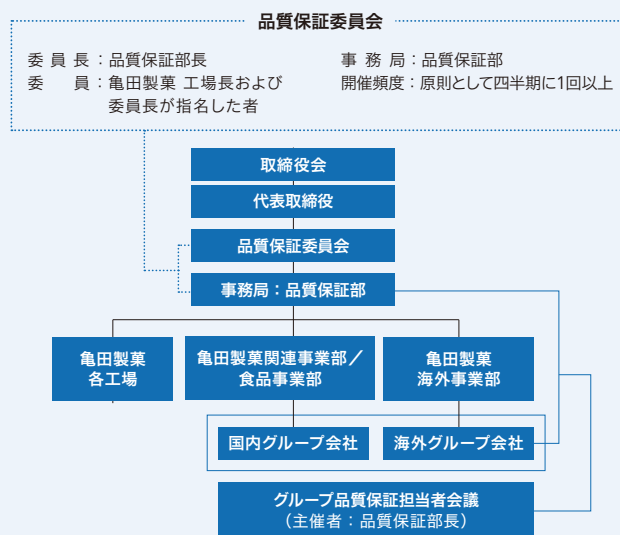 品質保証委員会
委員長：品質保証部長
委　　員：亀田製菓 工場長および
委員長が指名した者
事務局：品質保証部
開催頻度：原則として四半期に1回以上
取締役会
代表取締役
品質保証委員会
事務局：品質保証部
亀田製菓
各工場
亀田製菓関連事業部／
食品事業部
亀田製菓
海外事業部
国内グループ会社
海外グループ会社
グループ品質保証担当者会議
（主催者：品質保証部長）